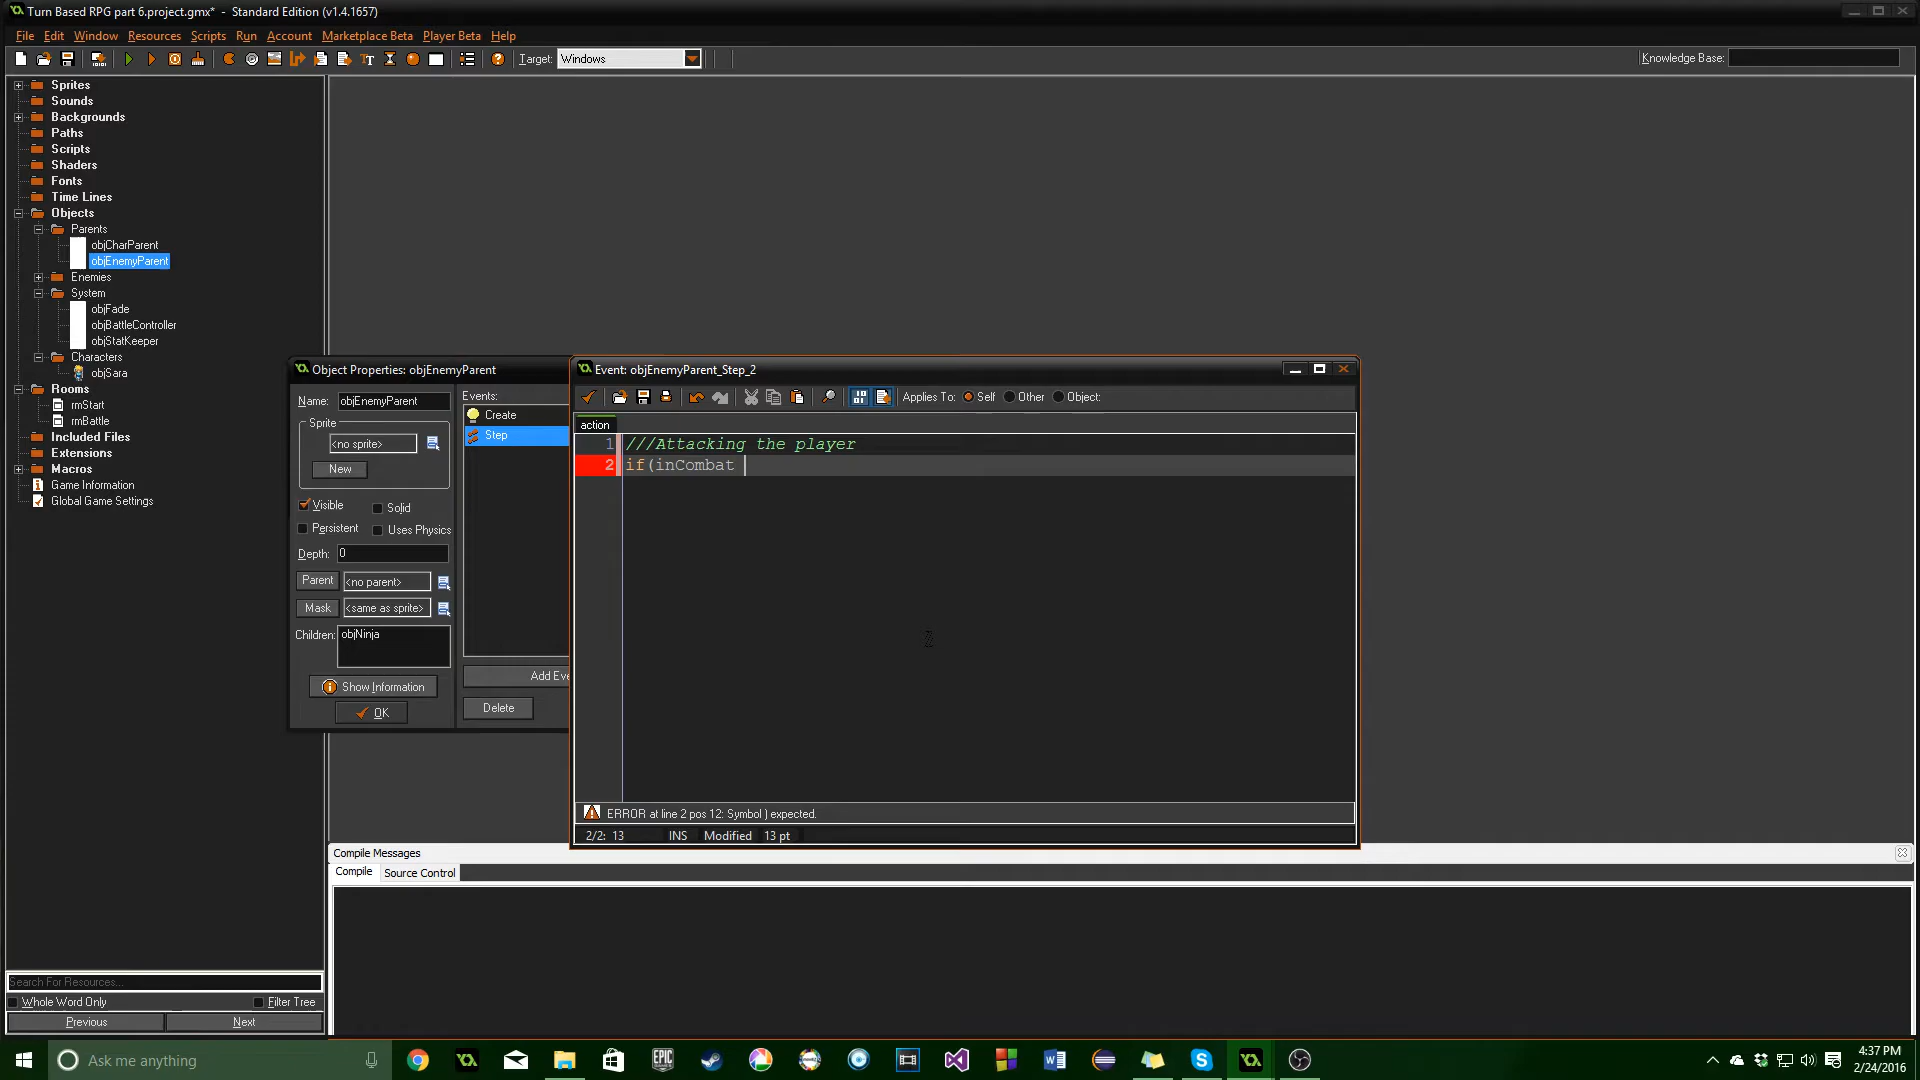 Turn Based RPG part 6.project.gmx* - Standard Edition (v1.4.1657)
File Edit Window Resources Scripts Run Account Marketplace Beta Player Beta Help
Target: Windows
Knowledge Base:
Sprites
Sounds
Backgrounds
Paths
Scripts
Shaders
Fonts
Time Lines
Objects
Parents
objCharParent
objEnemyParent
Enemies
System
objFade
objBattleController
objStatKeeper
Characters
objSara
Rooms
rmStart
rmBattle
Included Files
Extensions
Macros
Game Information
Global Game Settings
Search For Resources...
Whole Word Only Filter Tree
Previous Next
Object Properties: objEnemyParent
Name: objEnemyParent
Sprite
<no sprite>
New
Visible Solid
Persistent Uses Physics
Depth: 0
Parent <no parent>
Mask <same as sprite>
Children: objNinja
Show Information
OK
Events:
Create
Step
Add Eve
Delete
Event: objEnemyParent_Step_2
Applies To: Self Other Object:
action
1 ///Attacking the player
2 if(inCombat
ERROR at line 2 pos 12: Symbol ) expected.
2/2: 13 INS Modified 13 pt
Compile Messages
Compile Source Control
Ask me anything
4:37 PM
2/24/2016